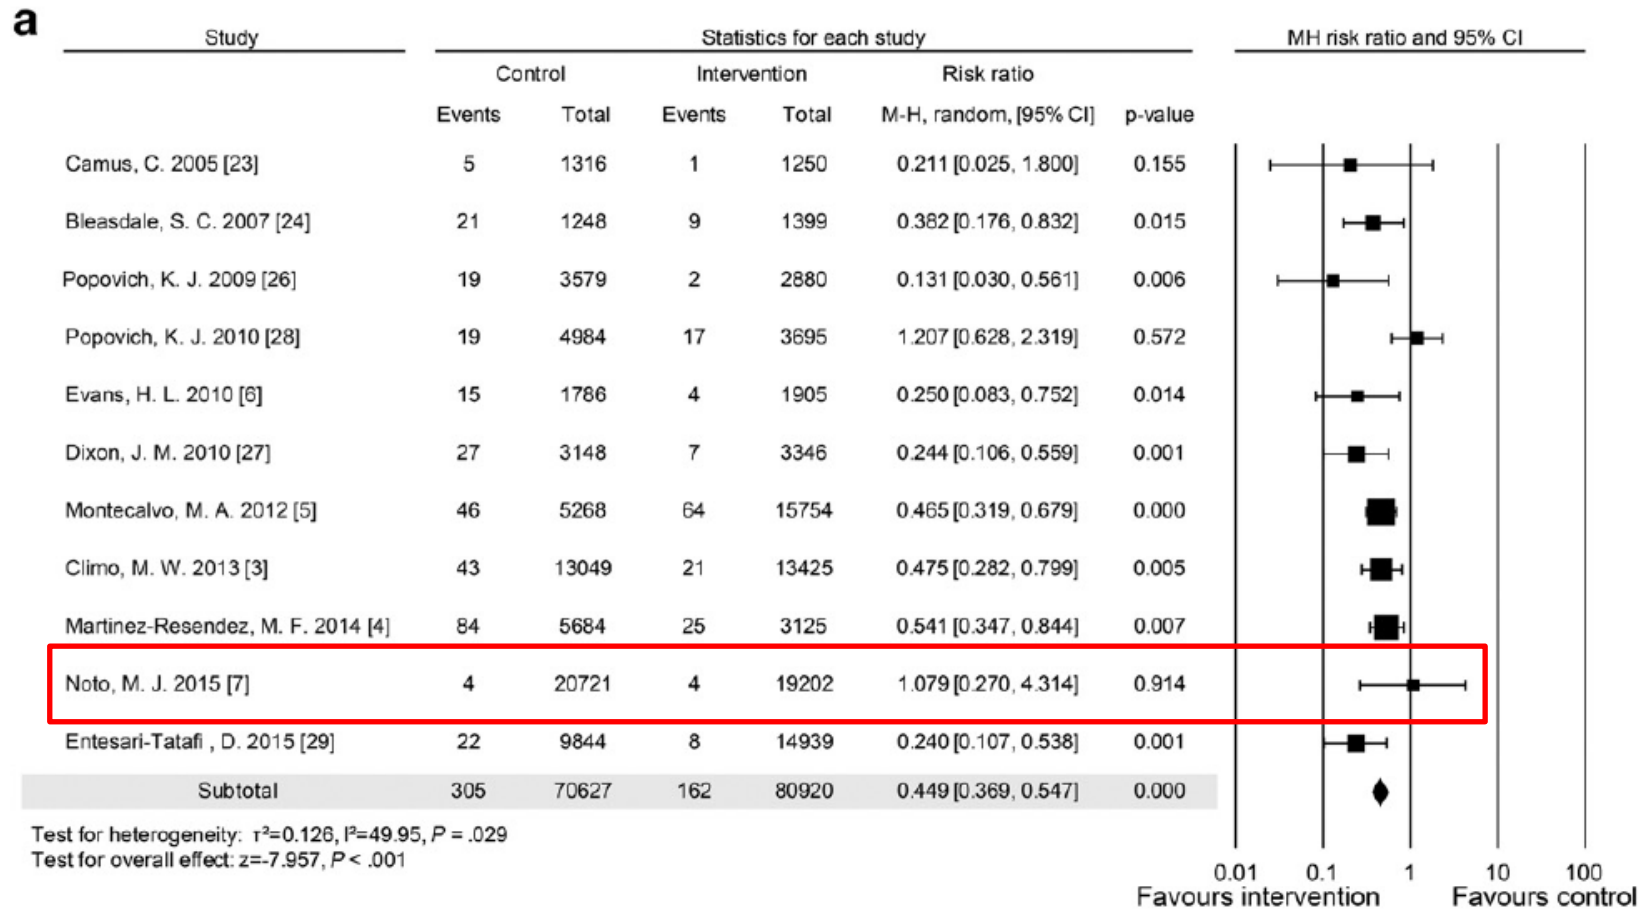 a
Study Statistics for each study MH risk ratio and 95% CI
Control Intervention Risk ratio
Events Total Events Total M-H, random, [95% CI] p-value
Camus, C. 2005 [23] 5 1316 1 1250 0.211 [0.025, 1.800] 0.155
Bleasdale, S. C. 2007 [24] 21 1248 9 1399 0.382 [0.176, 0.832] 0.015
Popovich, K. J. 2009 [26] 19 3579 2 2880 0.131 [0.030, 0.561] 0.006
Popovich, K. J. 2010 [28] 19 4984 17 3695 1.207 [0.628, 2.319] 0.572
Evans, H. L. 2010 [6] 15 1786 4 1905 0.250 [0.083, 0.752] 0.014
Dixon, J. M. 2010 [27] 27 3148 7 3346 0.244 [0.106, 0.559] 0.001
Montecalvo, M. A. 2012 [5] 46 5268 64 15754 0.465 [0.319, 0.679] 0.000
Climo, M. W. 2013 [3] 43 13049 21 13425 0.475 [0.282, 0.799] 0.005
Martinez-Resendez, M. F. 2014 [4] 84 5684 25 3125 0.541 [0.347, 0.844] 0.007
Noto, M. J. 2015 [7] 4 20721 4 19202 1.079 [0.270, 4.314] 0.914
Entesari-Tatafi , D. 2015 [29] 22 9844 8 14939 0.240 [0.107, 0.538] 0.001
Subtotal 305 70627 162 80920 0.449 [0.369, 0.547] 0.000
Test for heterogeneity: τ²=0.126, I²=49.95, P = .029
Test for overall effect: z=-7.957, P < .001
0.01 0.1 1 10 100
Favours intervention Favours control